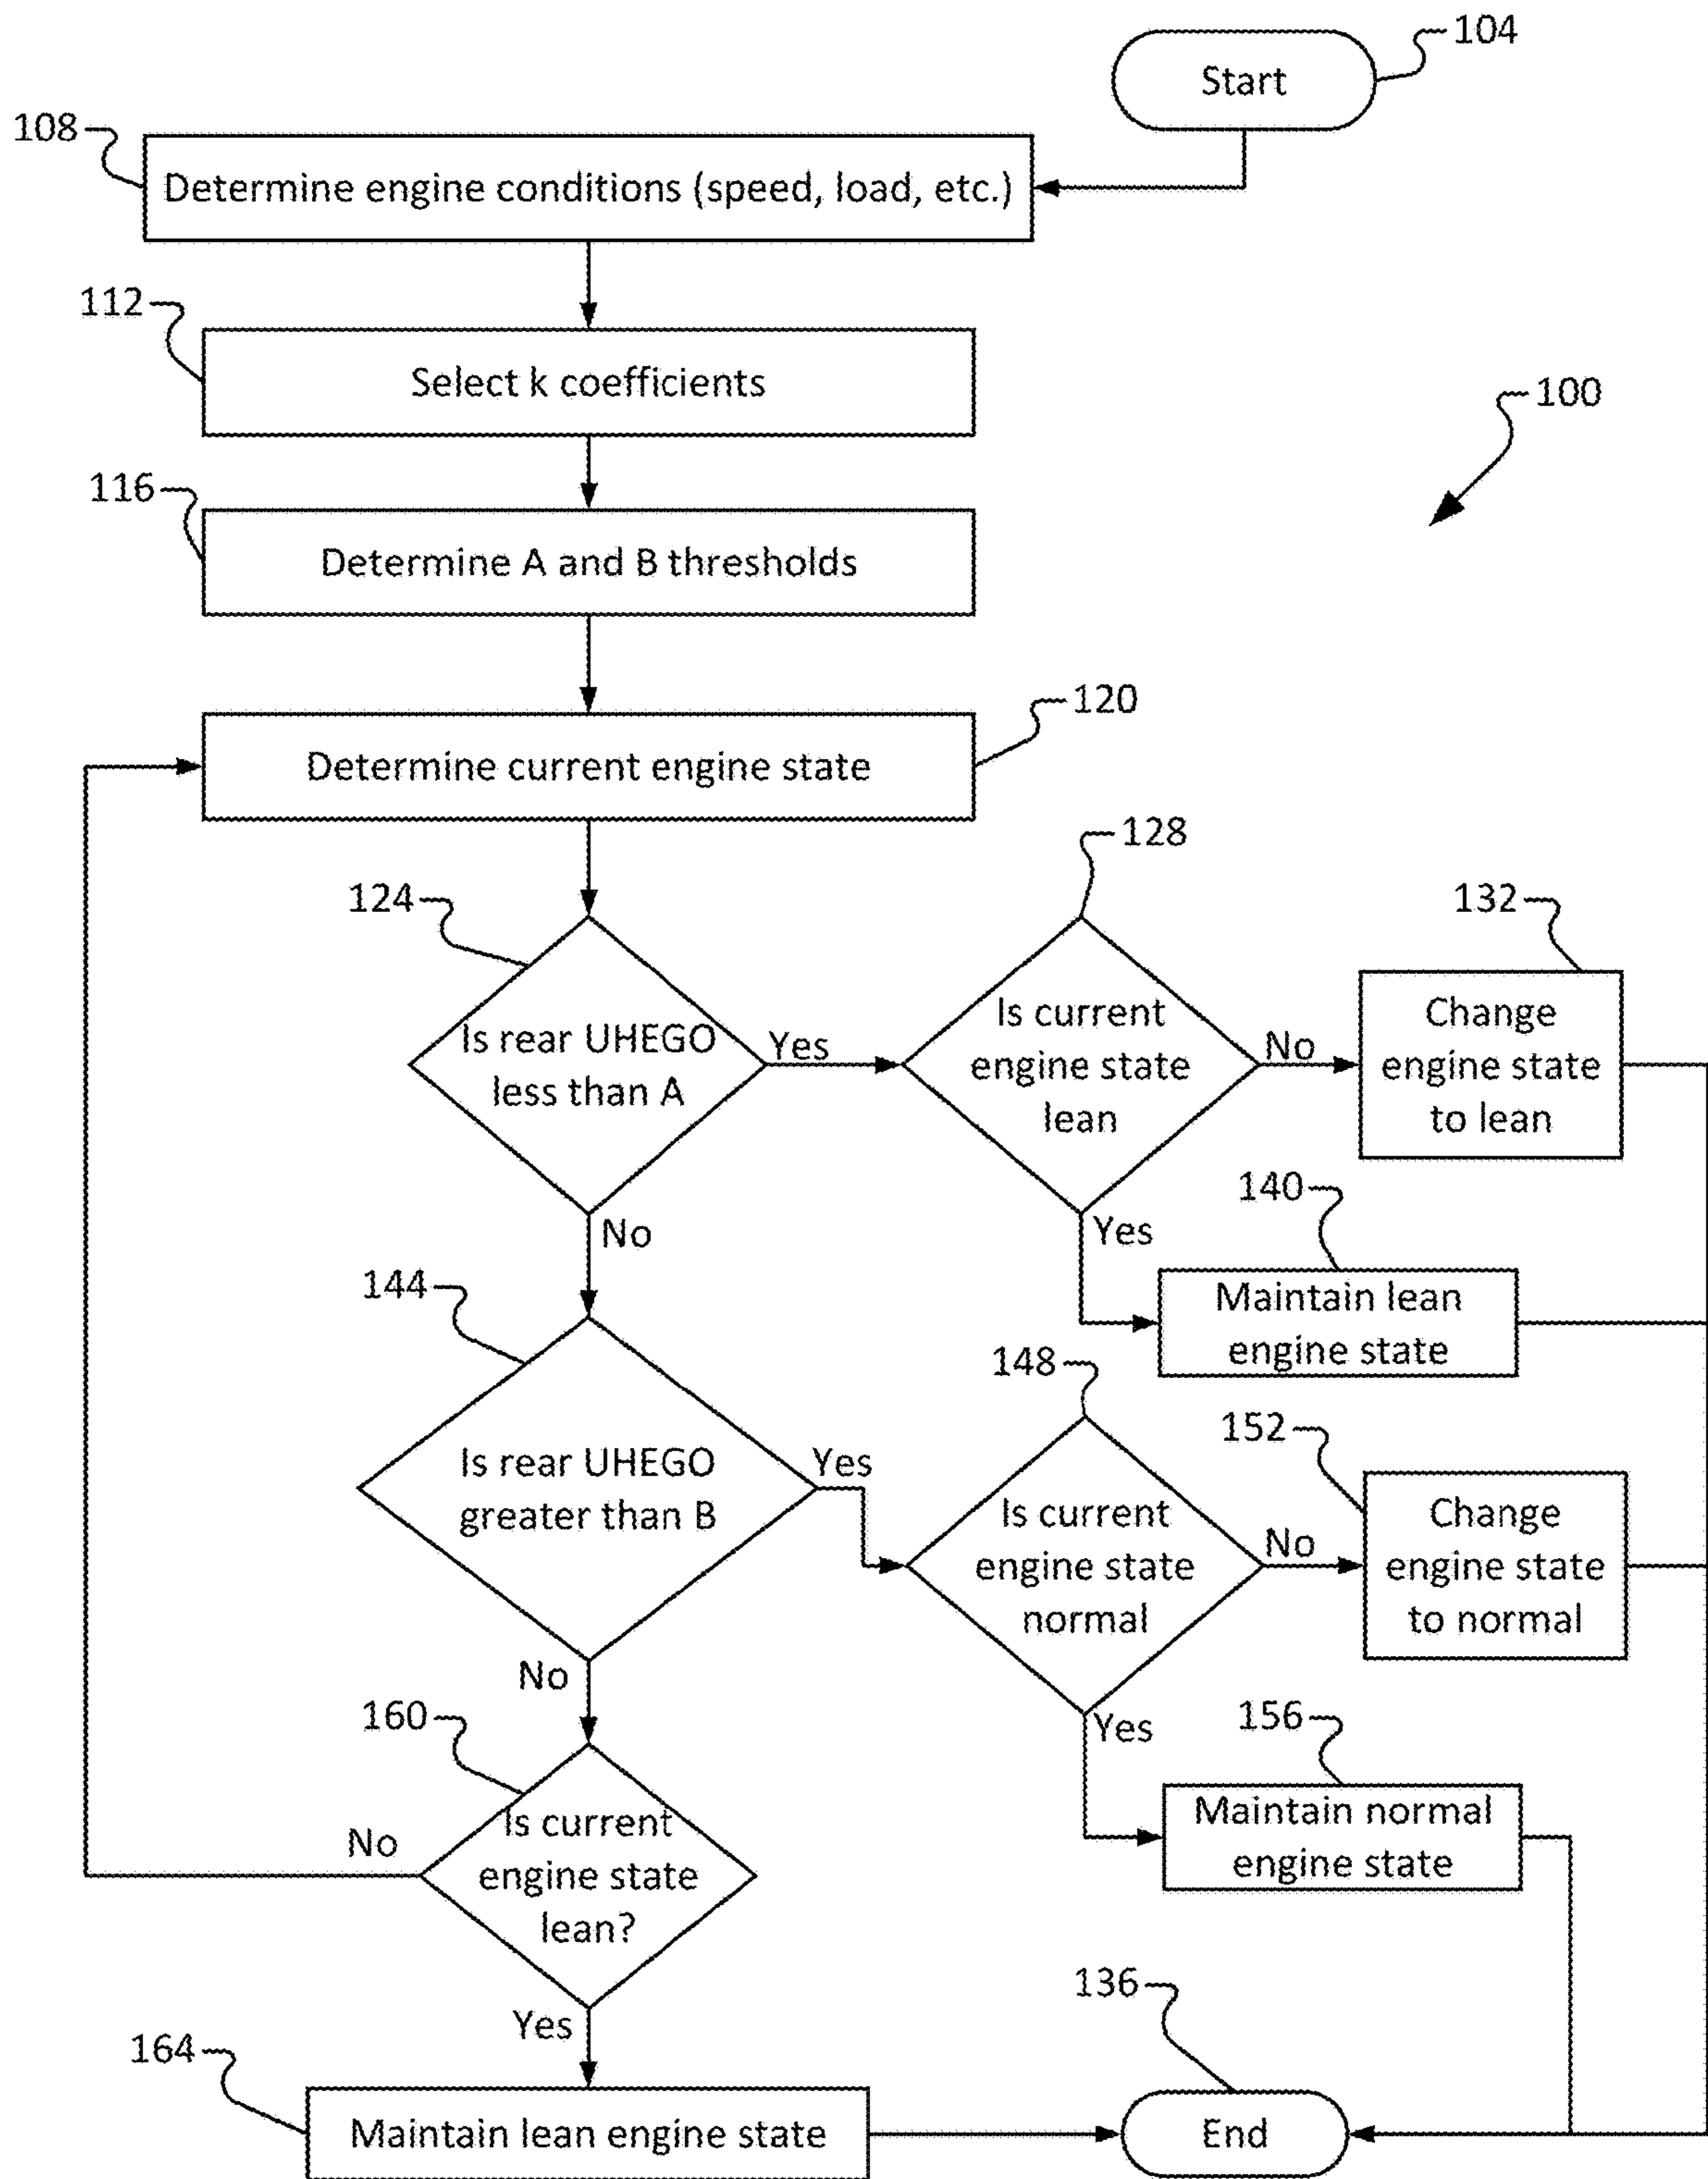 104
Start
108
Determine engine conditions (speed, load, etc.)
112
Select k coefficients
100
116
Determine A and B thresholds
120
Determine current engine state
128
124
132
Is rear UHEGO
less than A
Yes
Is current
engine state
lean
No
Change
engine state
to lean
No
Yes
140
Maintain lean
engine state
144
148
152
Is rear UHEGO
greater than B
Yes
Is current
engine state
normal
No
Change
engine state
to normal
No
Yes
160
156
Maintain normal
engine state
No
Is current
engine state
lean?
136
Yes
164
Maintain lean engine state
End